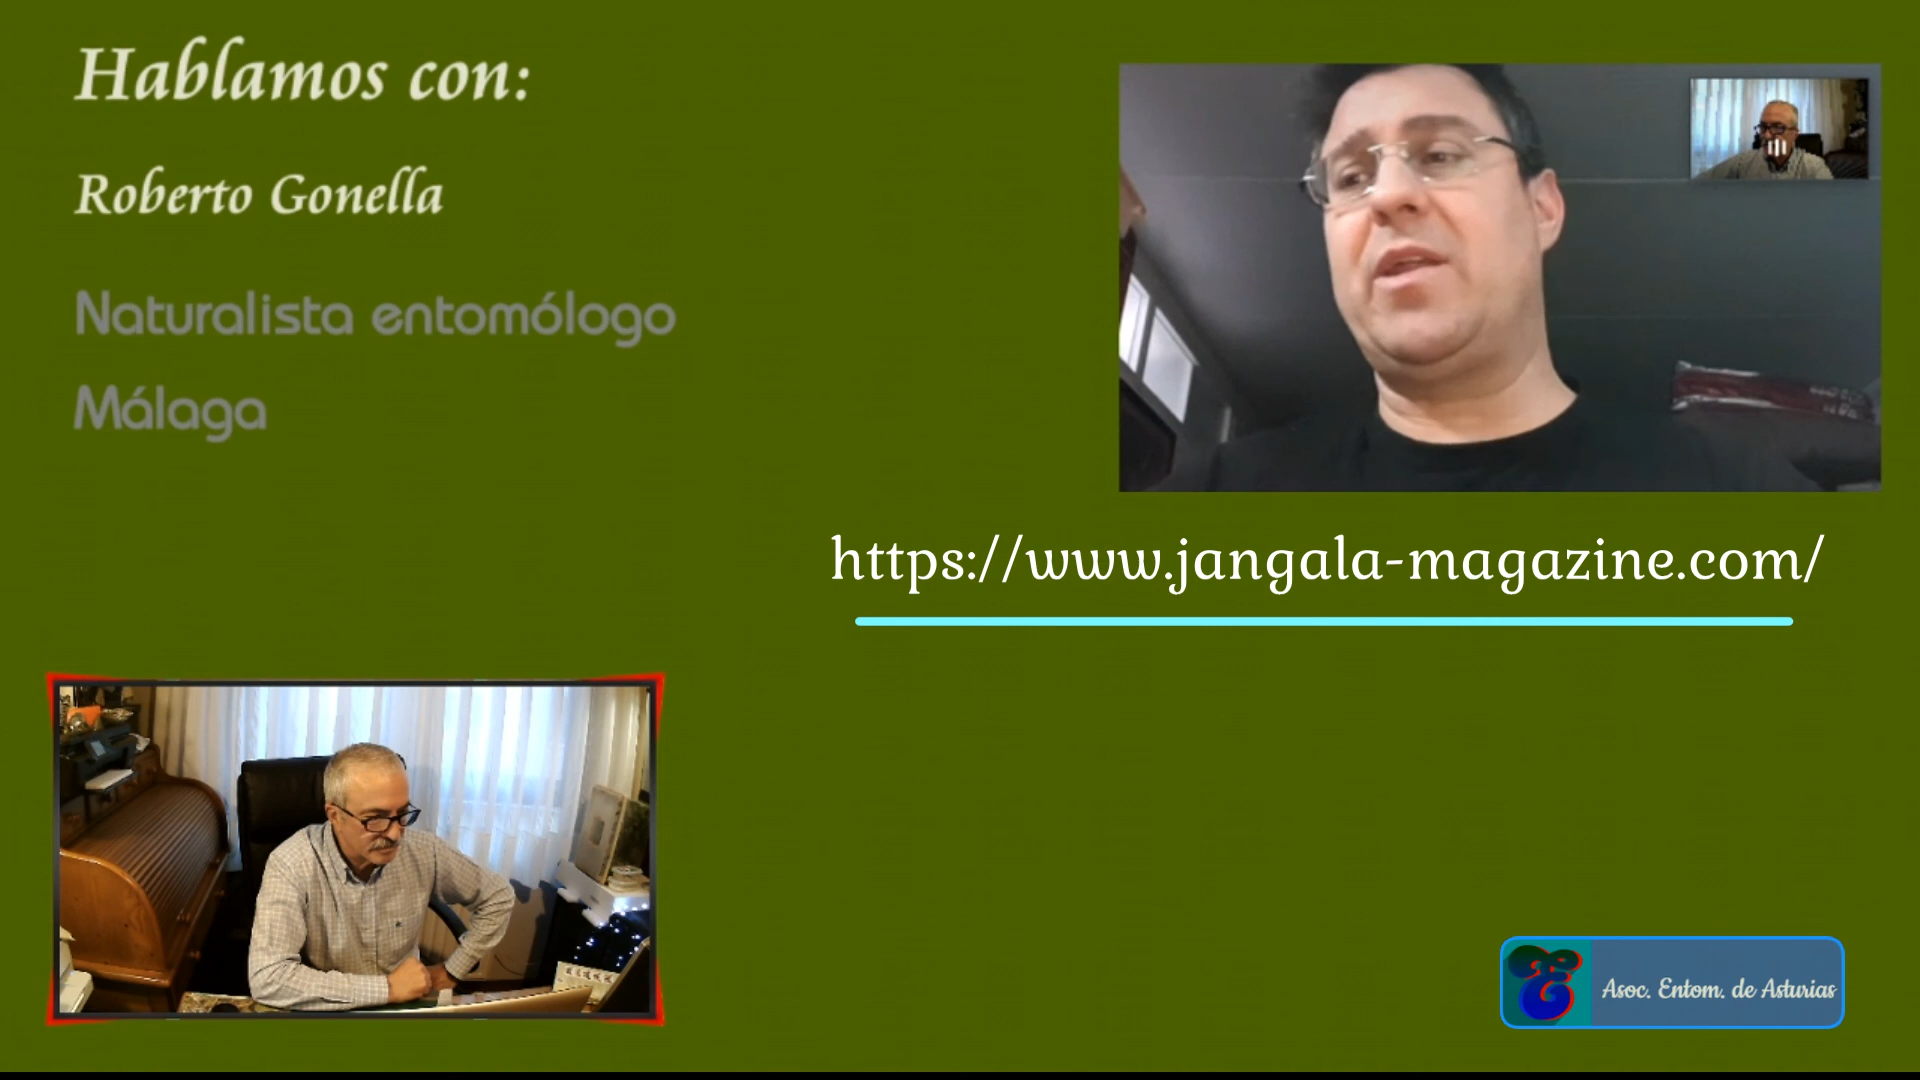 Hablamos con:
Roberto Gonella
Naturalista entomólogo
Málaga
https://www.jangala-magazine.com/
Asoc. Entom. de Asturias